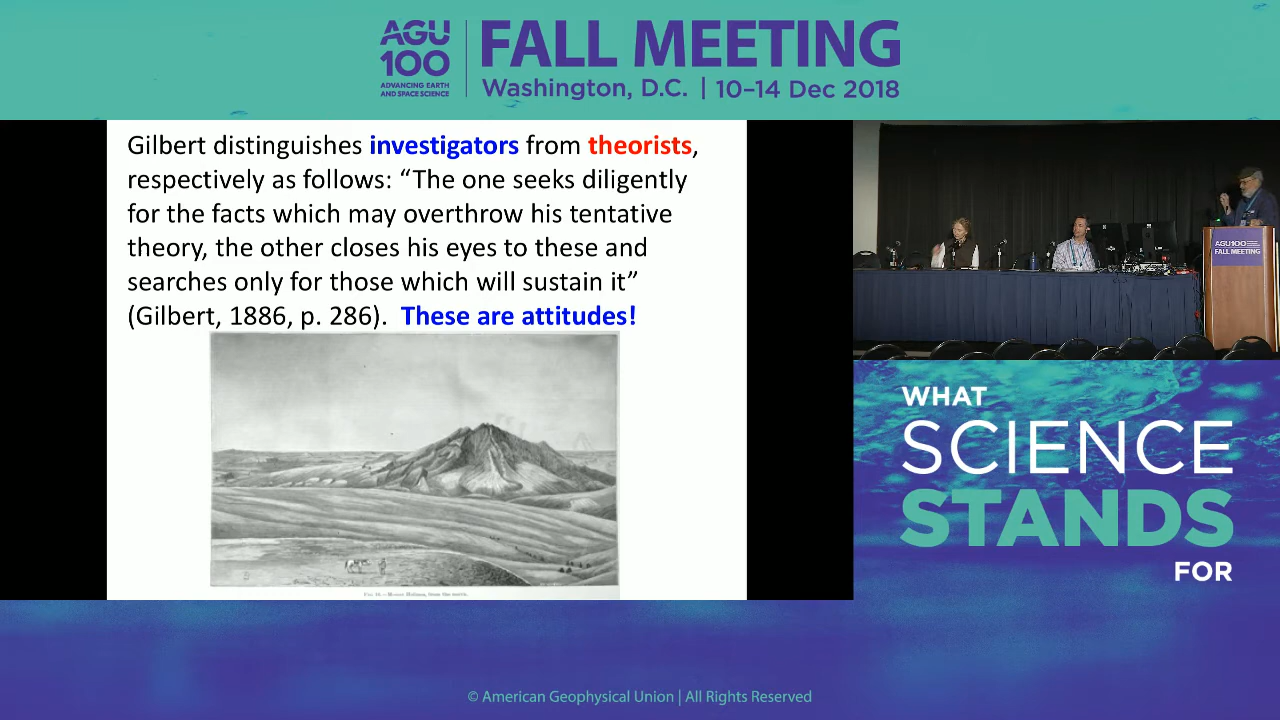 AGU
100
ADVANCING EARTH
AND SPACE SCIENCE
FALL MEETING
Washington, D.C. | 10–14 Dec 2018
Gilbert distinguishes investigators from theorists,
respectively as follows: “The one seeks diligently
for the facts which may overthrow his tentative
theory, the other closes his eyes to these and
searches only for those which will sustain it”
(Gilbert, 1886, p. 286). These are attitudes!
AGU100
FALL MEETING
WHAT
SCIENCE
STANDS
FOR
© American Geophysical Union | All Rights Reserved